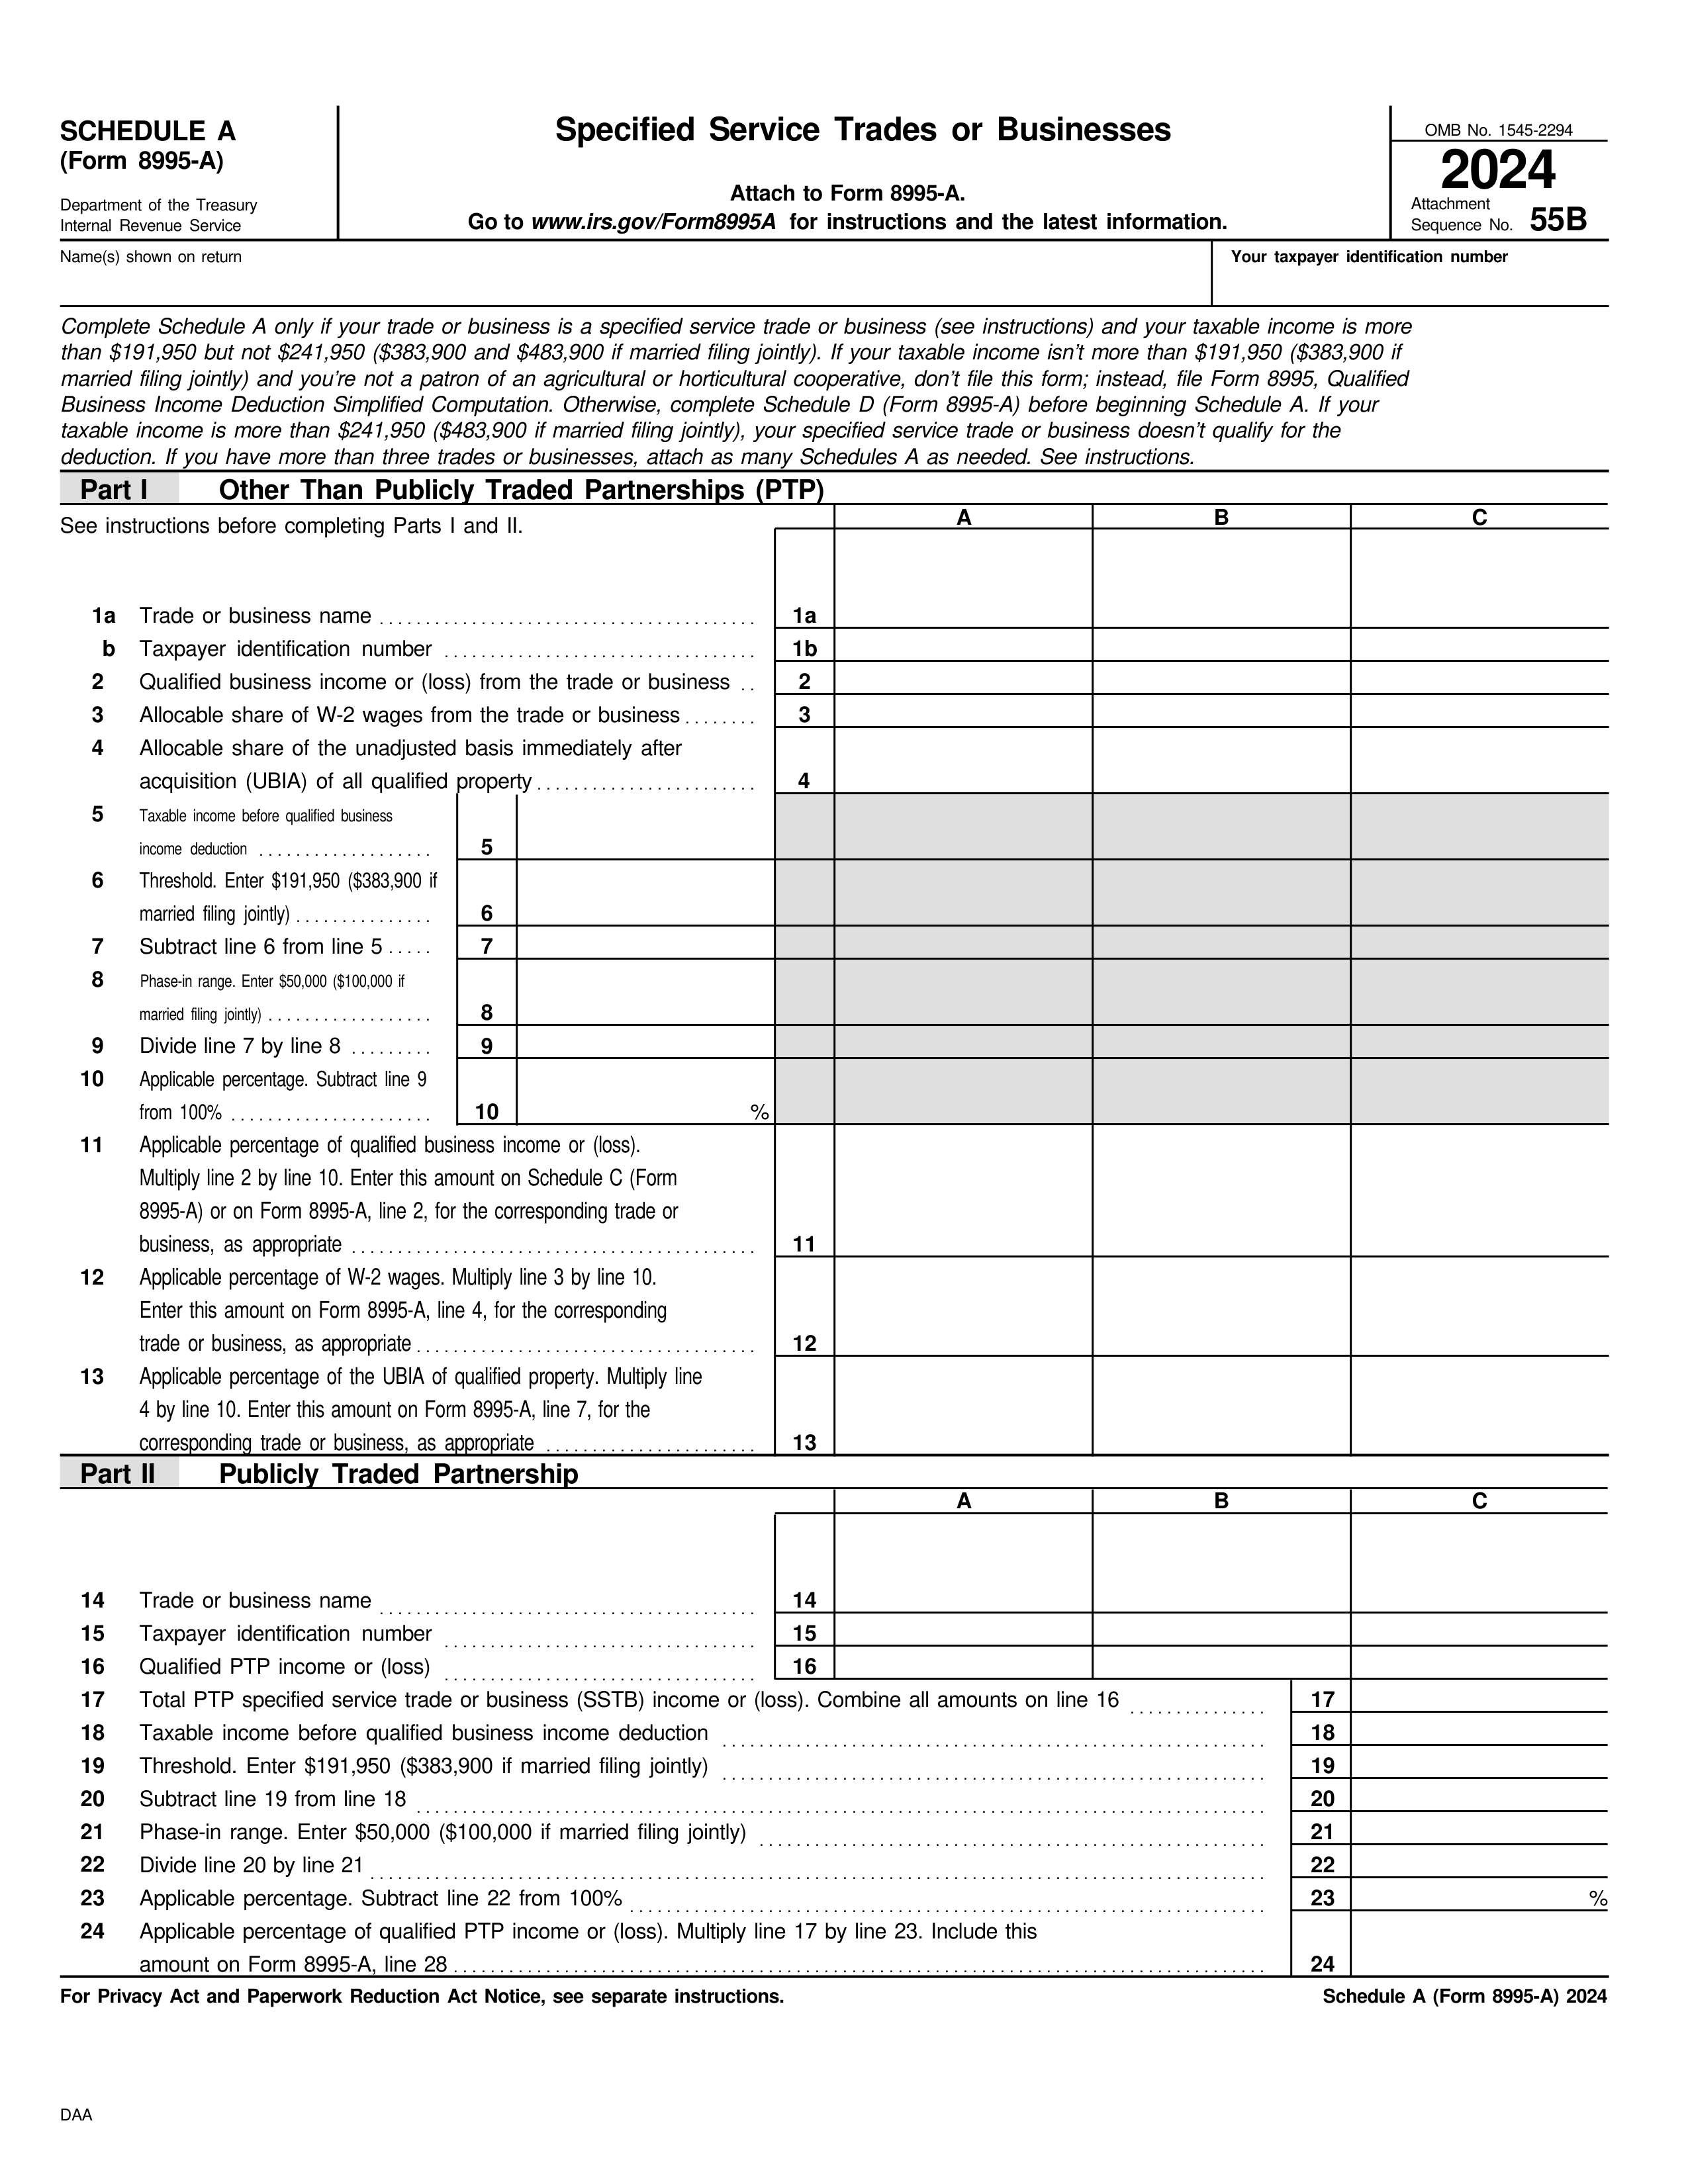 SCHEDULE A
(Form 8995-A)
Department of the Treasury
Internal Revenue Service
Specified Service Trades or Businesses
Attach to Form 8995-A.
Go to www.irs.gov/Form8995A for instructions and the latest information.
OMB No. 1545-2294
2024
Attachment
Sequence No. 55B
Name(s) shown on return
Your taxpayer identification number
Complete Schedule A only if your trade or business is a specified service trade or business (see instructions) and your taxable income is more
than $191,950 but not $241,950 ($383,900 and $483,900 if married filing jointly). If your taxable income isn't more than $191,950 ($383,900 if
married filing jointly) and you're not a patron of an agricultural or horticultural cooperative, don't file this form; instead, file Form 8995, Qualified
Business Income Deduction Simplified Computation. Otherwise, complete Schedule D (Form 8995-A) before beginning Schedule A. If your
taxable income is more than $241,950 ($483,900 if married filing jointly), your specified service trade or business doesn't qualify for the
deduction. If you have more than three trades or businesses, attach as many Schedules A as needed. See instructions.
Part I Other Than Publicly Traded Partnerships (PTP)
See instructions before completing Parts I and II.
A B C
1a Trade or business name 1a
b Taxpayer identification number 1b
2 Qualified business income or (loss) from the trade or business 2
3 Allocable share of W-2 wages from the trade or business 3
4 Allocable share of the unadjusted basis immediately after
acquisition (UBIA) of all qualified property 4
5 Taxable income before qualified business
income deduction 5
6 Threshold. Enter $191,950 ($383,900 if
married filing jointly) 6
7 Subtract line 6 from line 5 7
8 Phase-in range. Enter $50,000 ($100,000 if
married filing jointly) 8
9 Divide line 7 by line 8 9
10 Applicable percentage. Subtract line 9
from 100% 10 %
11 Applicable percentage of qualified business income or (loss).
Multiply line 2 by line 10. Enter this amount on Schedule C (Form
8995-A) or on Form 8995-A, line 2, for the corresponding trade or
business, as appropriate 11
12 Applicable percentage of W-2 wages. Multiply line 3 by line 10.
Enter this amount on Form 8995-A, line 4, for the corresponding
trade or business, as appropriate 12
13 Applicable percentage of the UBIA of qualified property. Multiply line
4 by line 10. Enter this amount on Form 8995-A, line 7, for the
corresponding trade or business, as appropriate 13
Part II Publicly Traded Partnership
A B C
14 Trade or business name 14
15 Taxpayer identification number 15
16 Qualified PTP income or (loss) 16
17 Total PTP specified service trade or business (SSTB) income or (loss). Combine all amounts on line 16 17
18 Taxable income before qualified business income deduction 18
19 Threshold. Enter $191,950 ($383,900 if married filing jointly) 19
20 Subtract line 19 from line 18 20
21 Phase-in range. Enter $50,000 ($100,000 if married filing jointly) 21
22 Divide line 20 by line 21 22
23 Applicable percentage. Subtract line 22 from 100% 23 %
24 Applicable percentage of qualified PTP income or (loss). Multiply line 17 by line 23. Include this
amount on Form 8995-A, line 28 24
For Privacy Act and Paperwork Reduction Act Notice, see separate instructions.
Schedule A (Form 8995-A) 2024
DAA